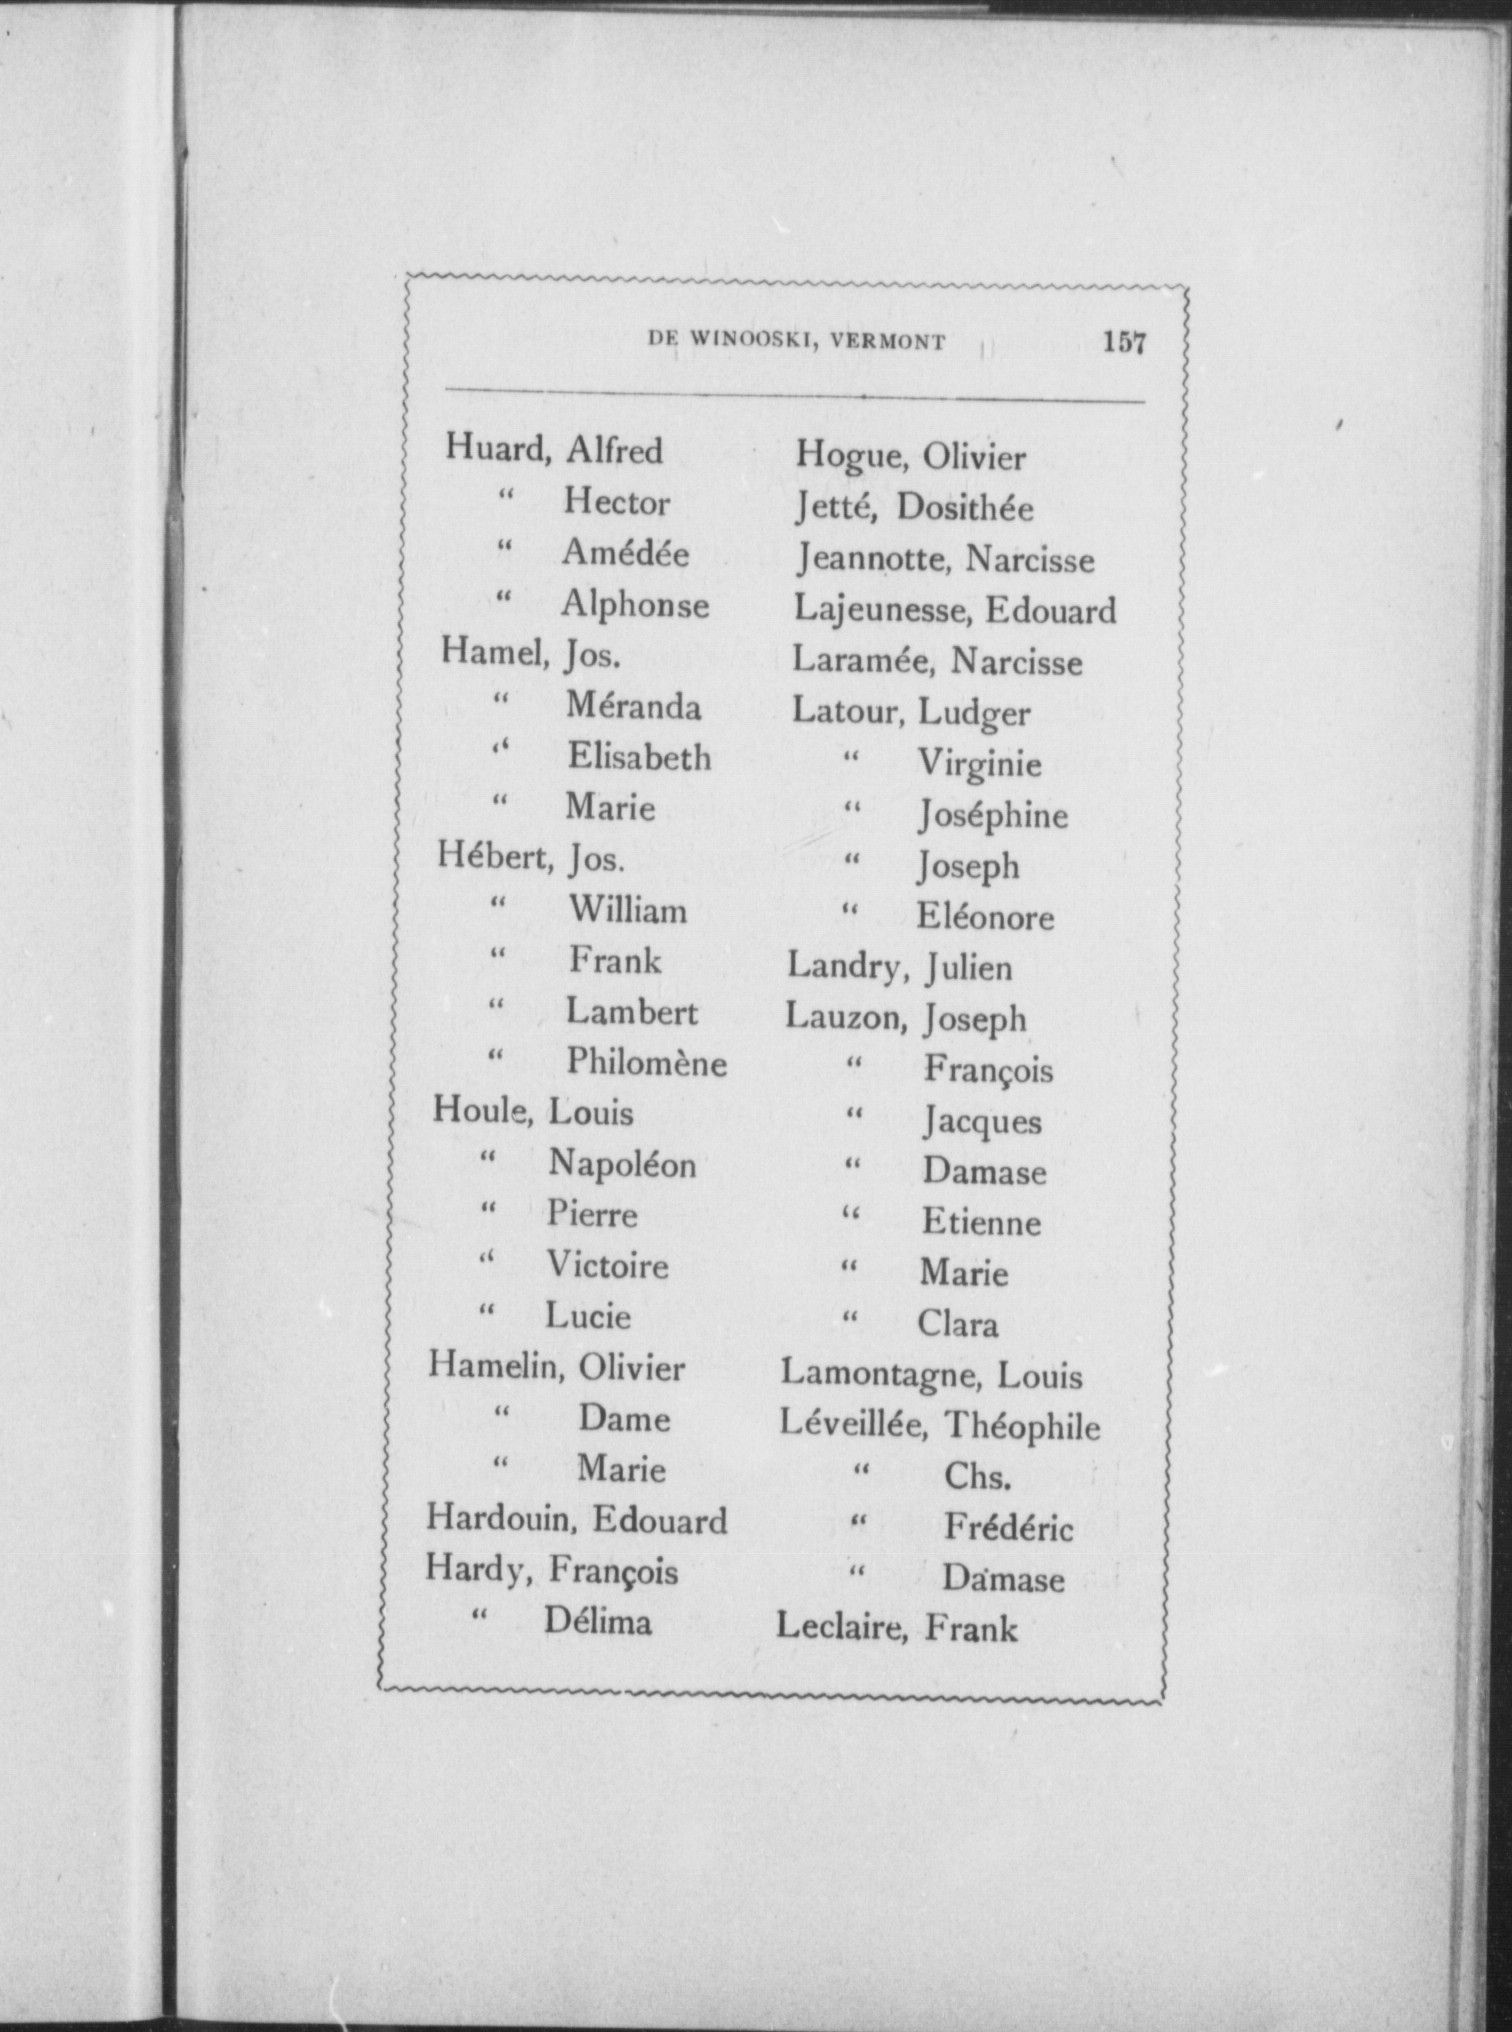 DE WINOOSKI, VERMONT 157
Huard, Alfred
" Hector
" Amédée
" Alphonse
Hamel, Jos.
" Méranda
" Elisabeth
" Marie
Hébert, Jos.
" William
" Frank
" Lambert
" Philomène
Houle, Louis
" Napoléon
" Pierre
" Victoire
" Lucie
Hamelin, Olivier
" Dame
" Marie
Hardouin, Edouard
Hardy, François
" Délima
Hogue, Olivier
Jetté, Dosithée
Jeannotte, Narcisse
Lajeunesse, Edouard
Laramée, Narcisse
Latour, Ludger
" Virginie
" Joséphine
" Joseph
" Eléonore
Landry, Julien
Lauzon, Joseph
" François
" Jacques
" Damase
" Etienne
" Marie
" Clara
Lamontagne, Louis
Léveillée, Théophile
" Chs.
" Frédéric
" Damase
Leclaire, Frank